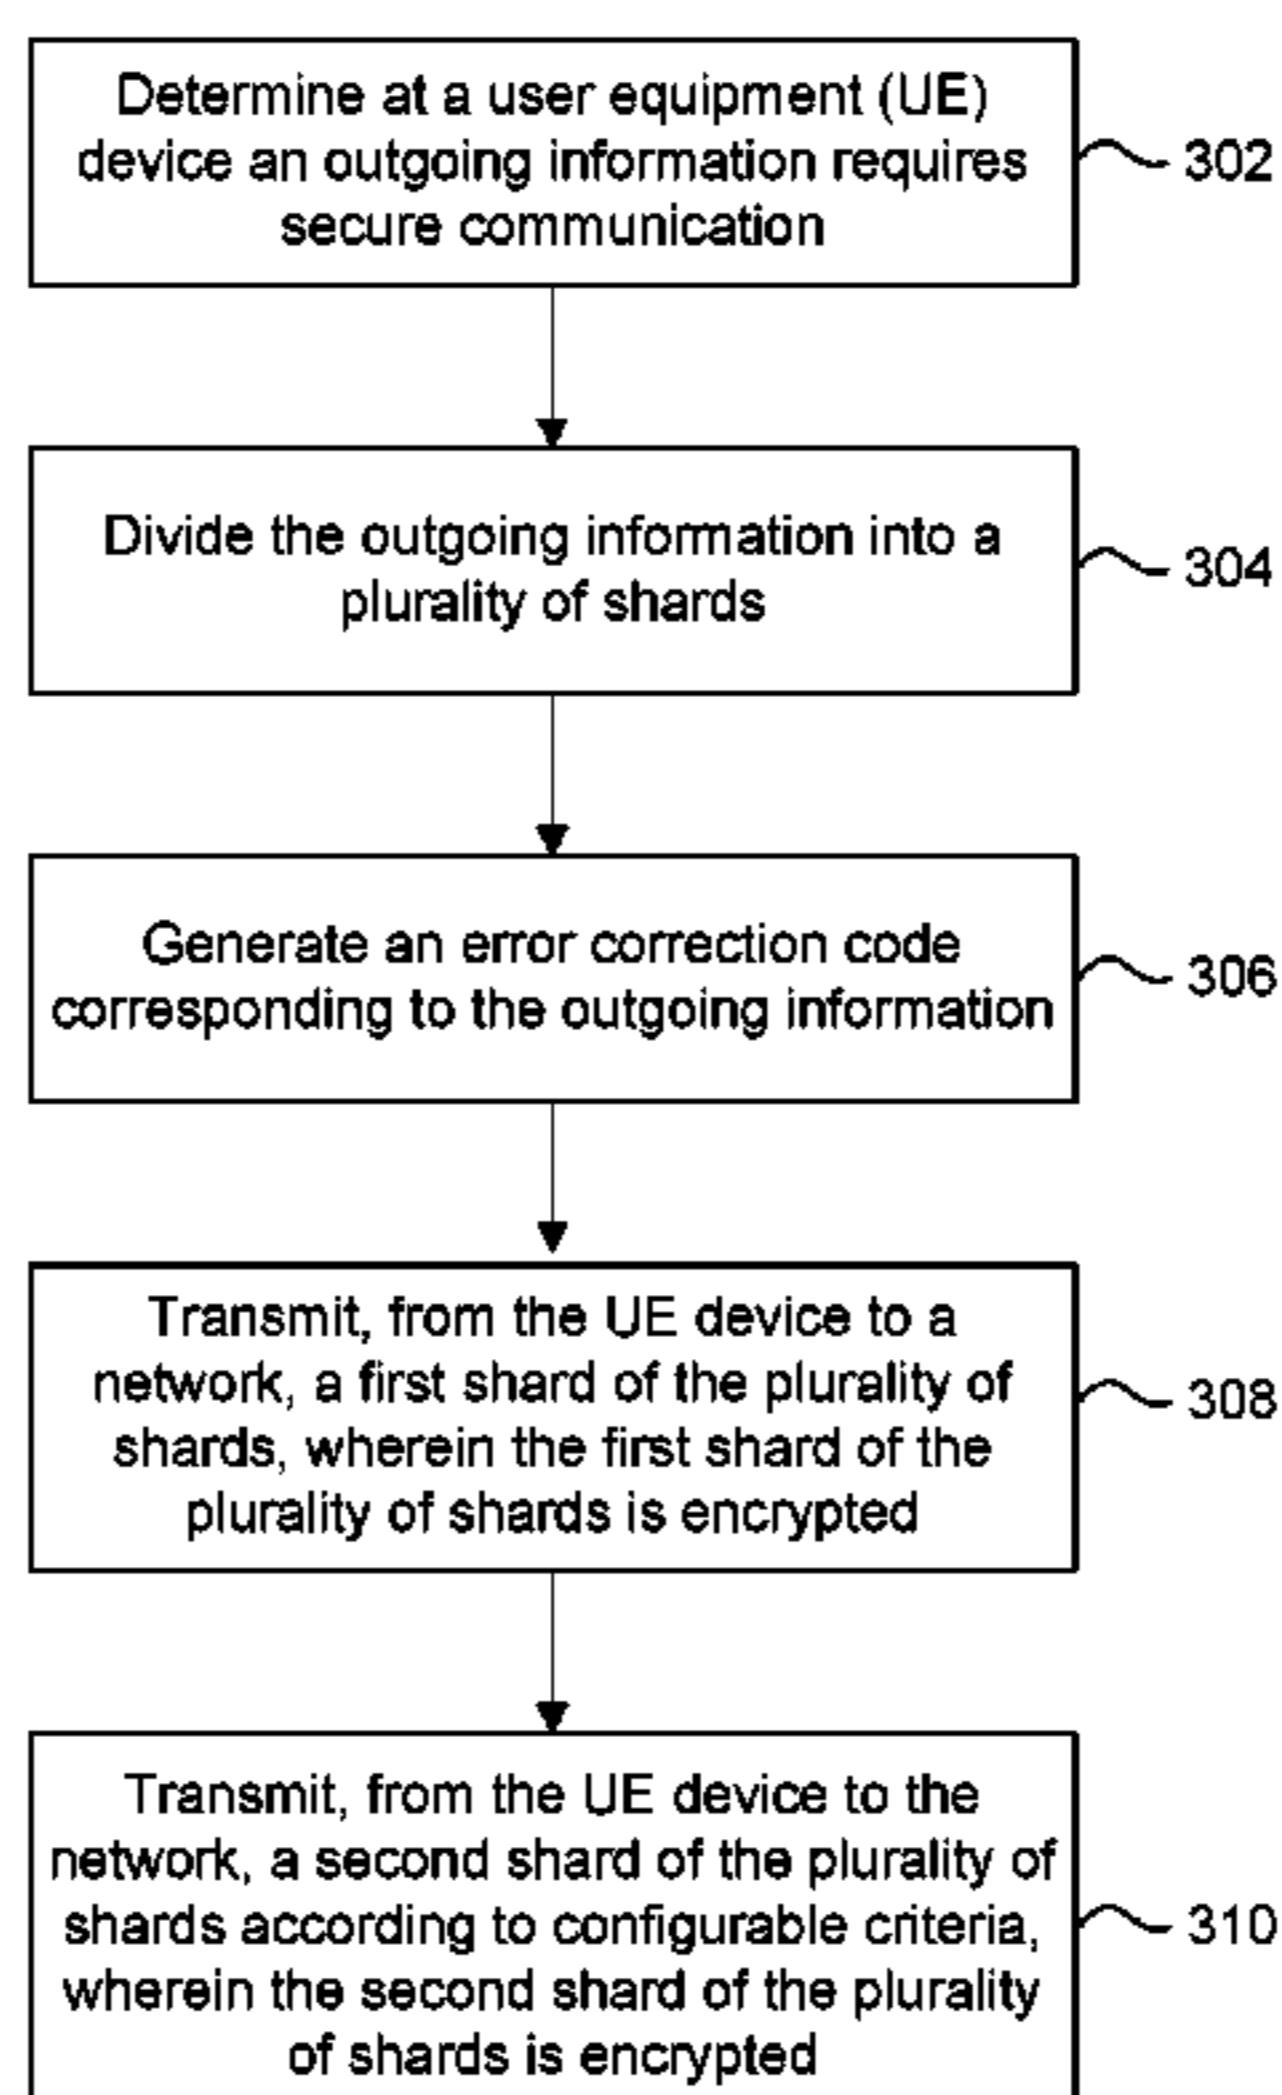 Determine at a user equipment (UE)
device an outgoing information requires
secure communication
302
Divide the outgoing information into a
plurality of shards
304
Generate an error correction code
corresponding to the outgoing information
306
Transmit, from the UE device to a
network, a first shard of the plurality of
shards, wherein the first shard of the
plurality of shards is encrypted
308
Transmit, from the UE device to the
network, a second shard of the plurality of
shards according to configurable criteria,
wherein the second shard of the plurality
of shards is encrypted
310